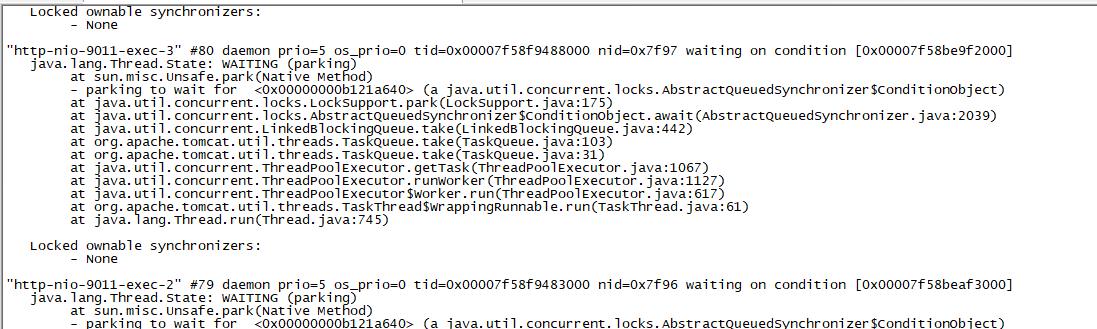 Locked ownable synchronizers:
- None
"http-nio-9011-exec-3" #80 daemon prio=5 os_prio=0 tid=0x00007f58f9488000 nid=0x7f97 waiting on condition [0x00007f58be9f2000]
java.lang.Thread.State: WAITING (parking)
at sun.misc.Unsafe.park(Native Method)
- parking to wait for  <0x00000000b121a640> (a java.util.concurrent.locks.AbstractQueuedSynchronizer$ConditionObject)
at java.util.concurrent.locks.LockSupport.park(LockSupport.java:175)
at java.util.concurrent.locks.AbstractQueuedSynchronizer$ConditionObject.await(AbstractQueuedSynchronizer.java:2039)
at java.util.concurrent.LinkedBlockingQueue.take(LinkedBlockingQueue.java:442)
at org.apache.tomcat.util.threads.TaskQueue.take(TaskQueue.java:103)
at org.apache.tomcat.util.threads.TaskQueue.take(TaskQueue.java:31)
at java.util.concurrent.ThreadPoolExecutor.getTask(ThreadPoolExecutor.java:1067)
at java.util.concurrent.ThreadPoolExecutor.runWorker(ThreadPoolExecutor.java:1127)
at java.util.concurrent.ThreadPoolExecutor$Worker.run(ThreadPoolExecutor.java:617)
at org.apache.tomcat.util.threads.TaskThread$WrappingRunnable.run(TaskThread.java:61)
at java.lang.Thread.run(Thread.java:745)
Locked ownable synchronizers:
- None
"http-nio-9011-exec-2" #79 daemon prio=5 os_prio=0 tid=0x00007f58f9483000 nid=0x7f96 waiting on condition [0x00007f58beaf3000]
java.lang.Thread.State: WAITING (parking)
at sun.misc.Unsafe.park(Native Method)
- parking to wait for  <0x00000000b121a640> (a java.util.concurrent.locks.AbstractQueuedSynchronizer$ConditionObject)